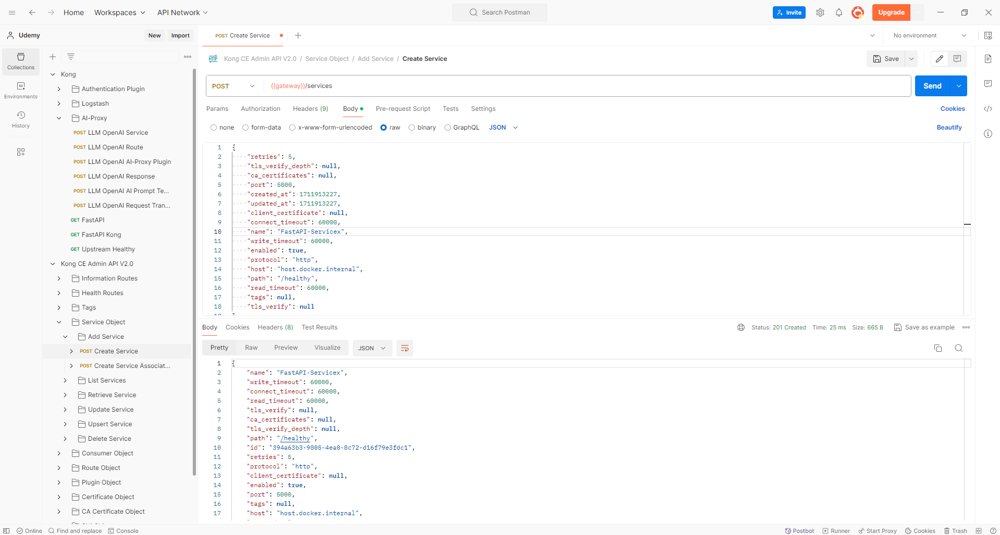 Home Workspaces API Network Search Postman Invite Upgrade
Udemy New Import
POST Create Service No environment
Collections
Environments
History
Kong
Authentication Plugin
Logstash
AI-Proxy
POST LLM OpenAI Service
POST LLM OpenAI Route
POST LLM OpenAI AI-Proxy Plugin
POST LLM OpenAI Response
POST LLM OpenAI AI Prompt Te...
POST LLM OpenAI Request Tran...
GET FastAPI
GET FastAPI Kong
GET Upstream Healthy
Kong CE Admin API V2.0
Information Routes
Health Routes
Tags
Service Object
Add Service
POST Create Service
POST Create Service Associat...
List Services
Retrieve Service
Update Service
Upsert Service
Delete Service
Consumer Object
Route Object
Plugin Object
Certificate Object
CA Certificate Object
HTTP Kong CE Admin API V2.0 / Service Object / Add Service / Create Service Save
POST {{gateway}}/services Send
Params Authorization Headers (9) Body Pre-request Script Tests Settings Cookies
none form-data x-www-form-urlencoded raw binary GraphQL JSON Beautify
1 {
2 "retries": 5,
3 "tls_verify_depth": null,
4 "ca_certificates": null,
5 "port": 5000,
6 "created_at": 1711913227,
7 "updated_at": 1711913227,
8 "client_certificate": null,
9 "connect_timeout": 60000,
10 "name": "FastAPI-Servicex",
11 "write_timeout": 60000,
12 "enabled": true,
13 "protocol": "http",
14 "host": "host.docker.internal",
15 "path": "/healthy",
16 "read_timeout": 60000,
17 "tags": null,
18 "tls_verify": null
Body Cookies Headers (8) Test Results Status: 201 Created Time: 25 ms Size: 665 B Save as example
Pretty Raw Preview Visualize JSON
1 {
2 "name": "FastAPI-Servicex",
3 "write_timeout": 60000,
4 "connect_timeout": 60000,
5 "read_timeout": 60000,
6 "tls_verify": null,
7 "ca_certificates": null,
8 "tls_verify_depth": null,
9 "path": "/healthy",
10 "id": "394a63b3-9805-4ea0-8c72-d16f79e3fdc1",
11 "retries": 5,
12 "protocol": "http",
13 "client_certificate": null,
14 "enabled": true,
15 "port": 5000,
16 "tags": null,
17 "host": "host.docker.internal",
Online Find and replace Console Postbot Runner Start Proxy Cookies Trash